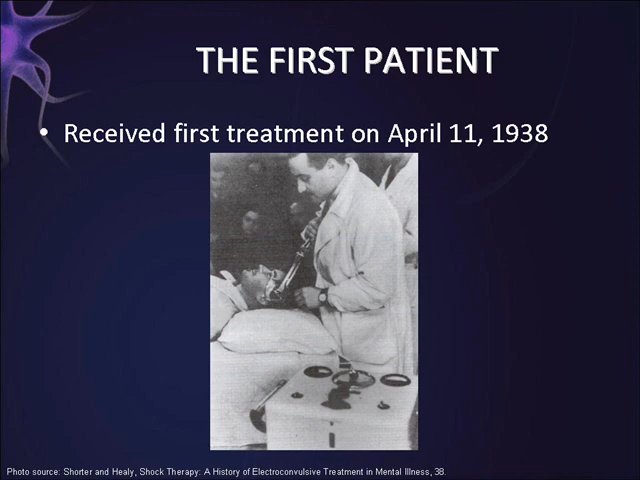 THE FIRST PATIENT
• Received first treatment on April 11, 1938
Photo source: Shorter and Healy, Shock Therapy: A History of Electroconvulsive Treatment in Mental Illness, 38.